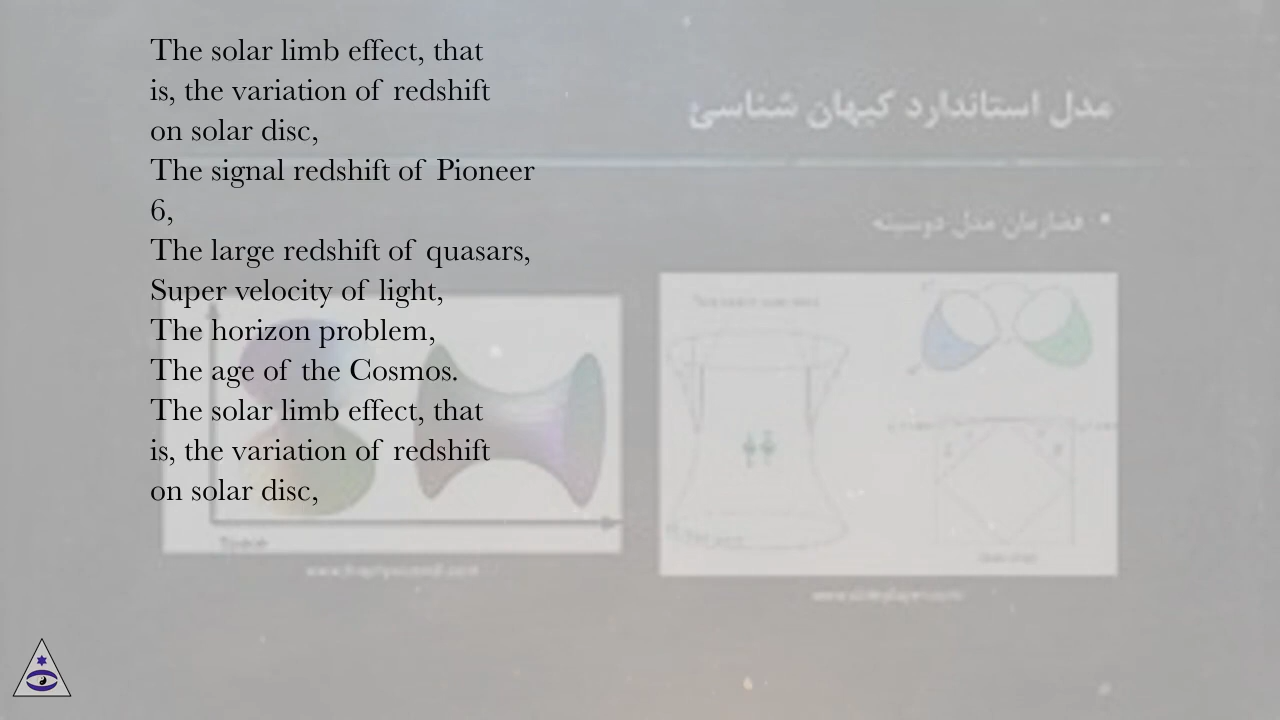 The solar limb effect, that
is, the variation of redshift
on solar disc,
The signal redshift of Pioneer
6,
The large redshift of quasars,
Super velocity of light,
The horizon problem,
The age of the Cosmos.
The solar limb effect, that
is, the variation of redshift
on solar disc,
مدل استاندارد کیهان شناسی